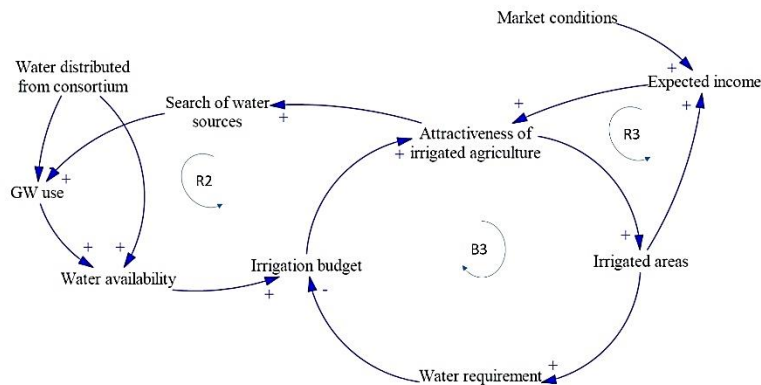 Market conditions
Water distributed
from consortium
+
Expected income
+
Search of water
sources
+
+
Attractiveness of
irrigated agriculture
+
R3
R2
+
GW use
+
+
Water availability
+
Irrigation budget
+
-
B3
+
Irrigated areas
Water requirement
+